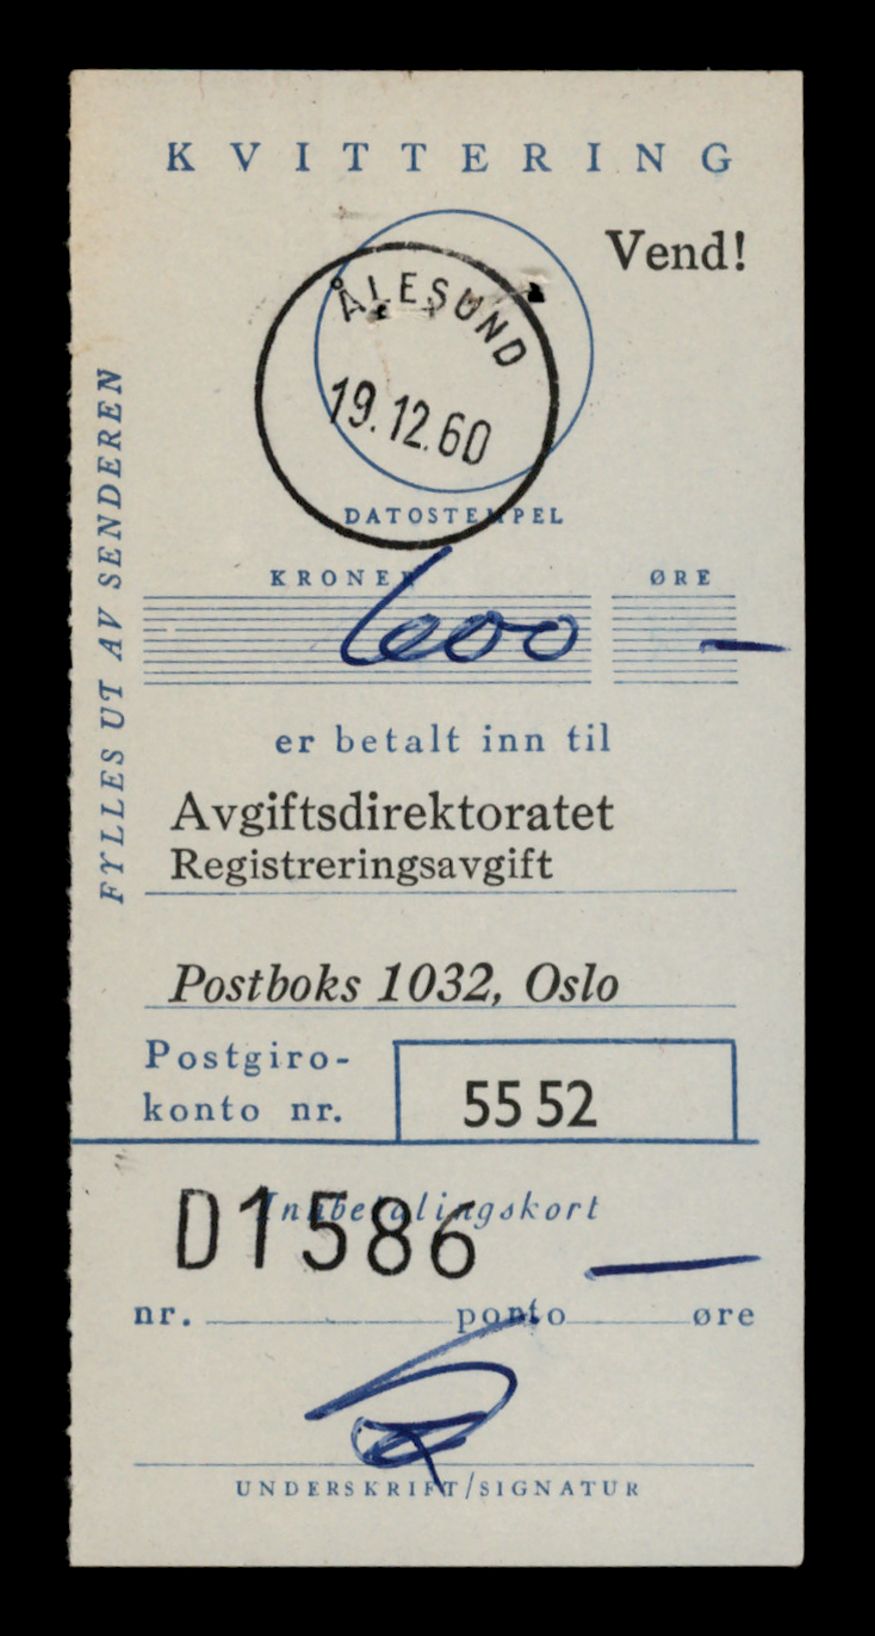 KVITTERING
Vend!
ÅLESUND
19.12.60
DATOSTEMPEL
FYLLES UT AV SENDEREN
KRONER ØRE
600 —
er betalt inn til
Avgiftsdirektoratet
Registreringsavgift
Postboks 1032, Oslo
Postgiro-
konto nr. 55 52
Innbetalingskort
D1586 —
nr. porto øre
UNDERSKRIFT/SIGNATUR